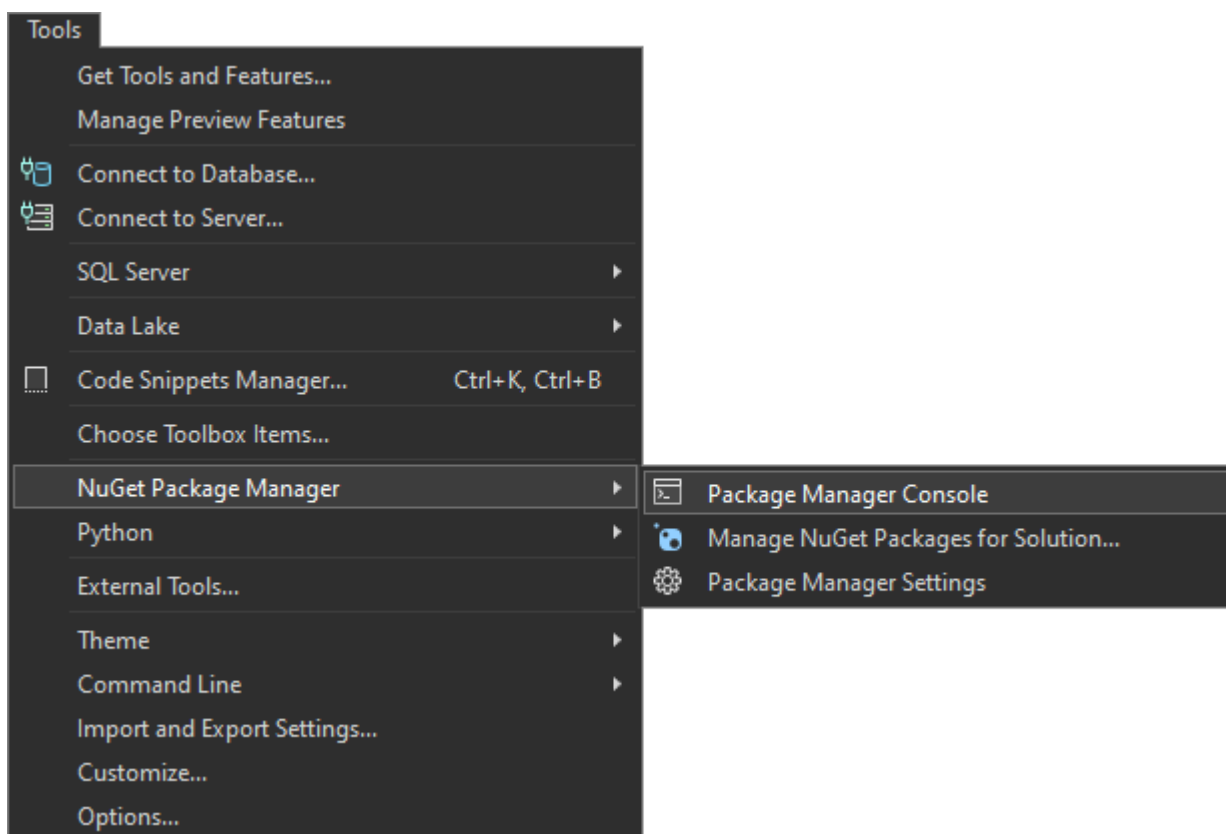 Tools
Get Tools and Features...
Manage Preview Features
Connect to Database...
Connect to Server...
SQL Server
Data Lake
Code Snippets Manager... Ctrl+K, Ctrl+B
Choose Toolbox Items...
NuGet Package Manager
Package Manager Console
Python
Manage NuGet Packages for Solution...
External Tools...
Package Manager Settings
Theme
Command Line
Import and Export Settings...
Customize...
Options...